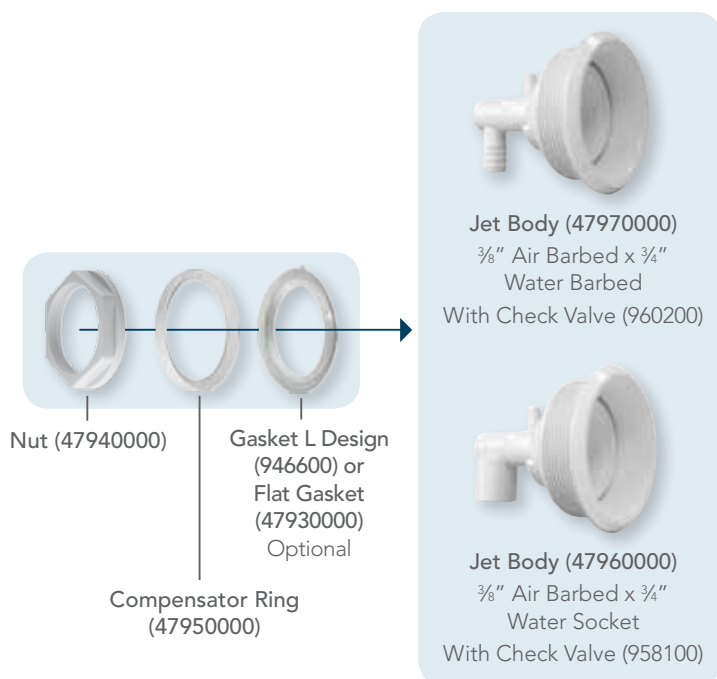 Nut (47940000)
Compensator Ring
(47950000)
Gasket L Design
(946600) or
Flat Gasket
(47930000)
Optional
Jet Body (47970000)
⅜” Air Barbed x ¾”
Water Barbed
With Check Valve (960200)
Jet Body (47960000)
⅜” Air Barbed x ¾”
Water Socket
With Check Valve (958100)